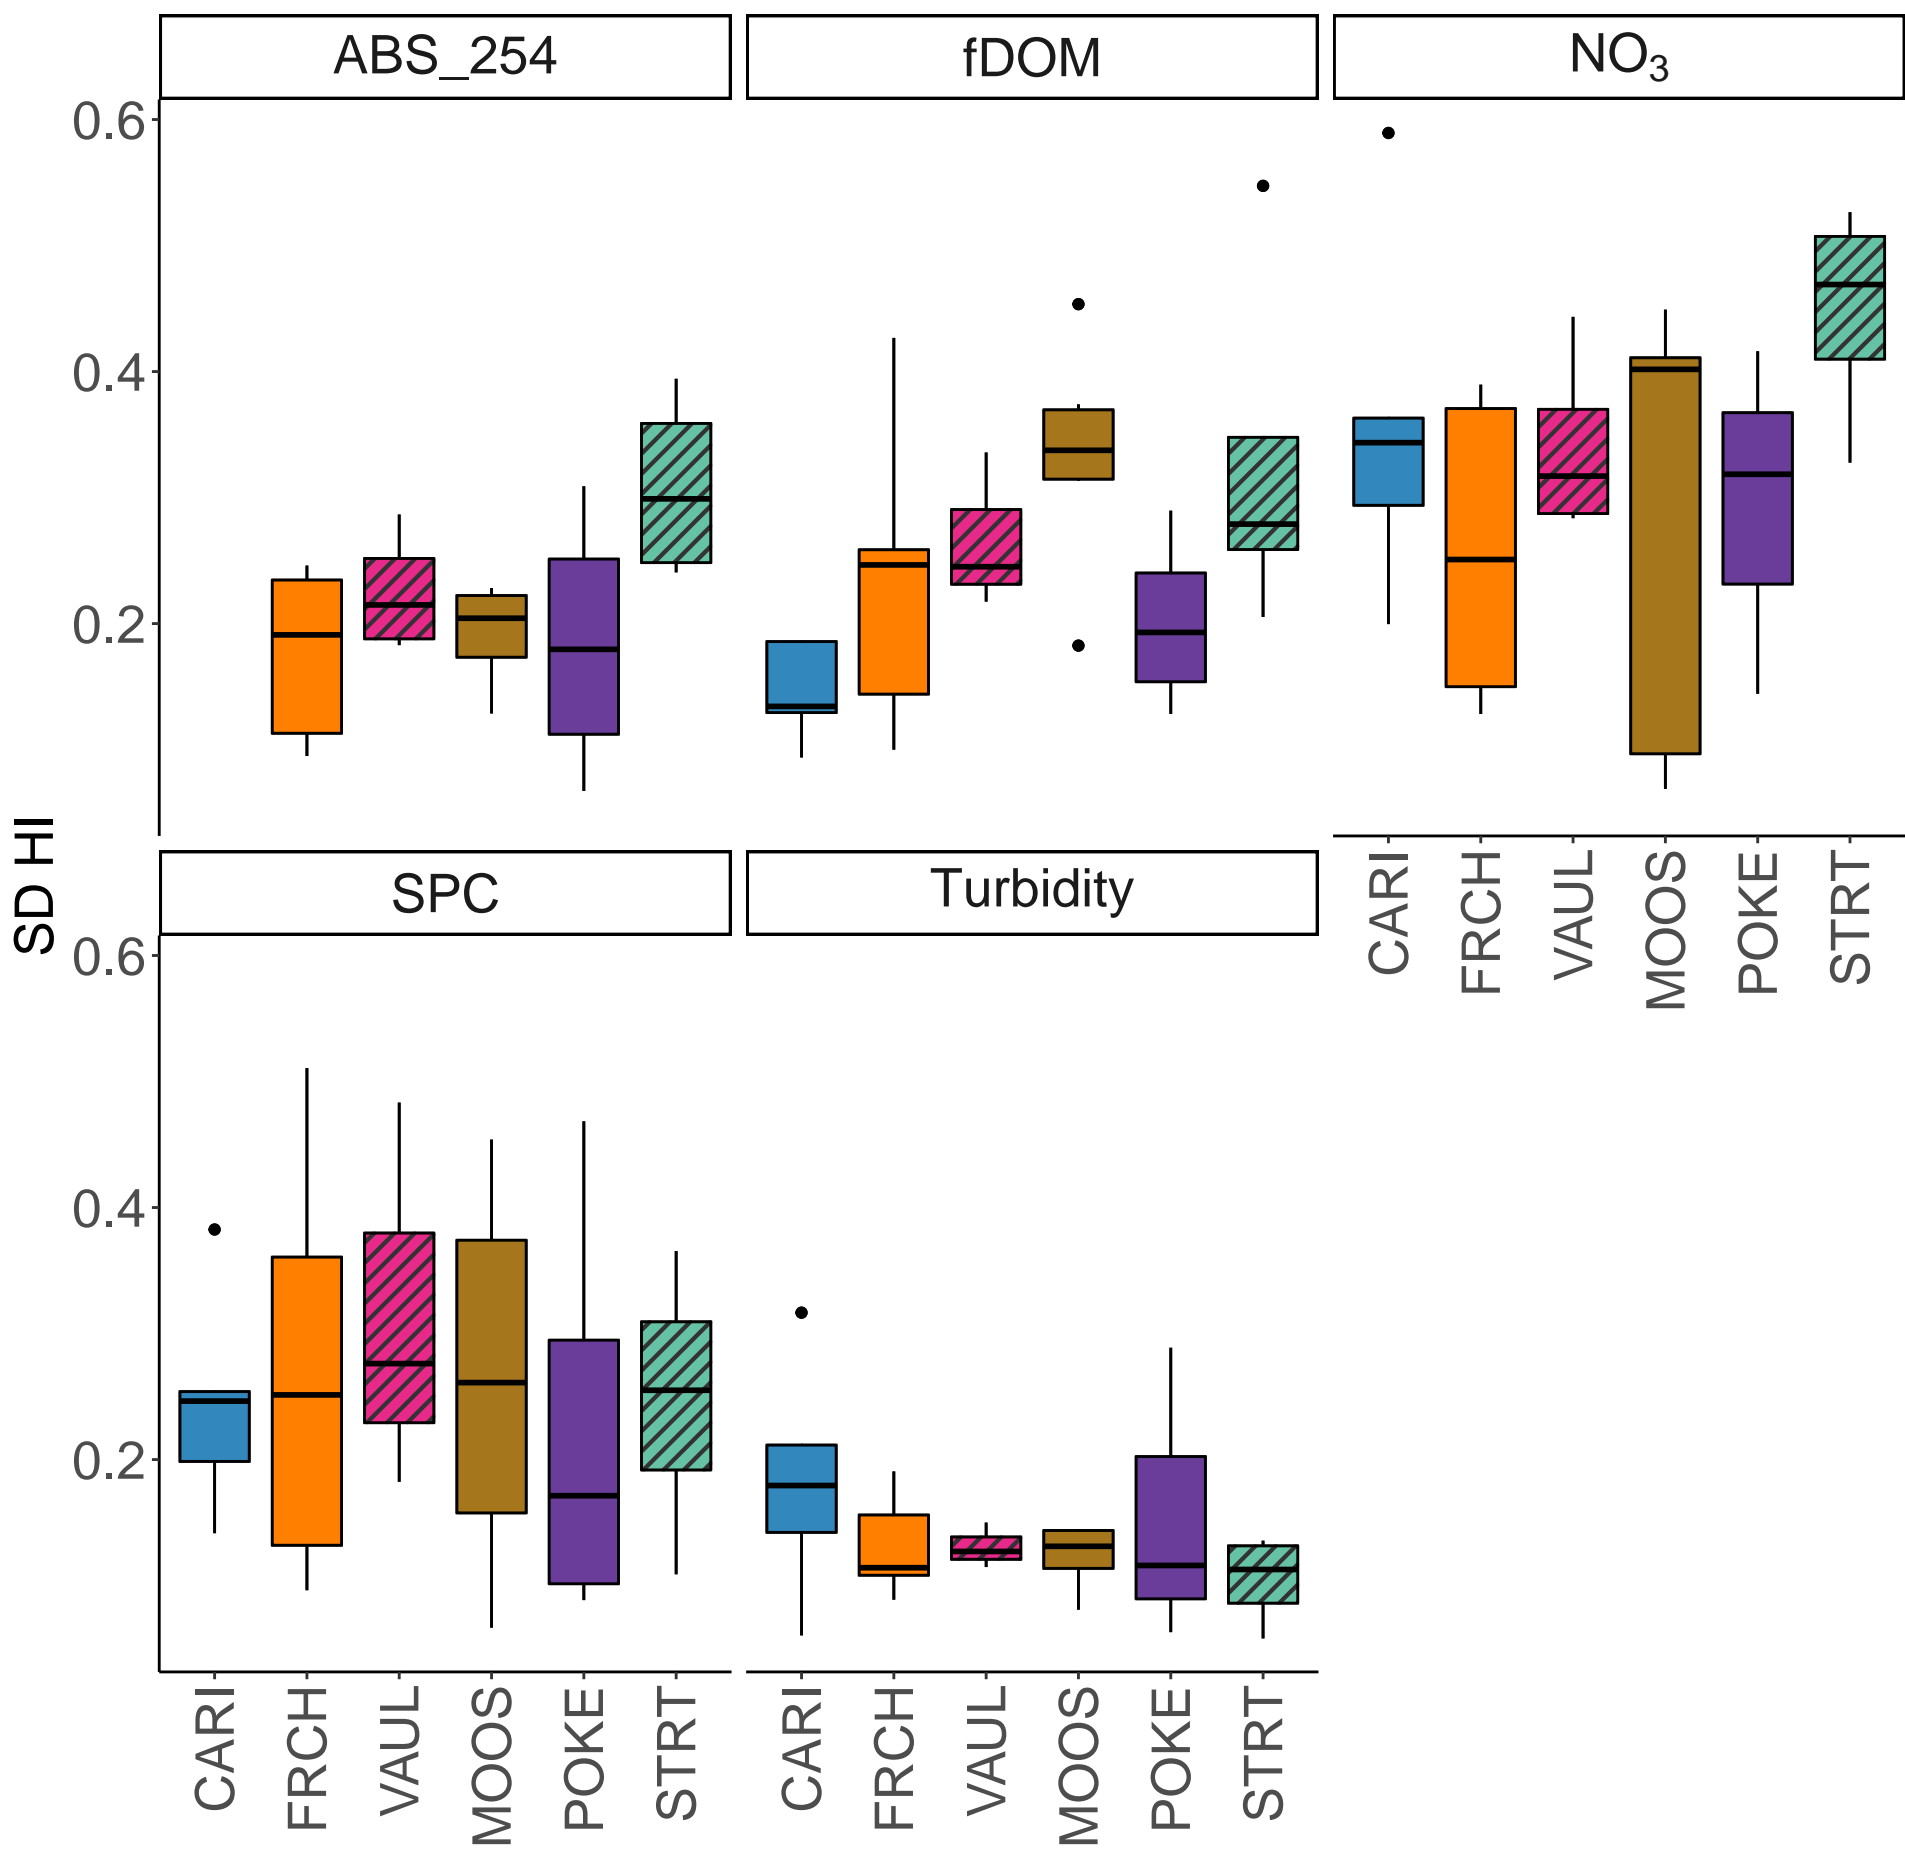 ABS_254
fDOM
NO₃
0.6
0.4
0.2
CARI
FRCH
VAUL
MOOS
POKE
STRT
SD HI
SPC
Turbidity
0.6
0.4
0.2
CARI
FRCH
VAUL
MOOS
POKE
STRT
CARI
FRCH
VAUL
MOOS
POKE
STRT